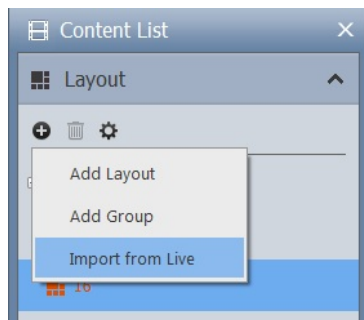 Content List
Layout
Add Layout
Add Group
Import from Live
16